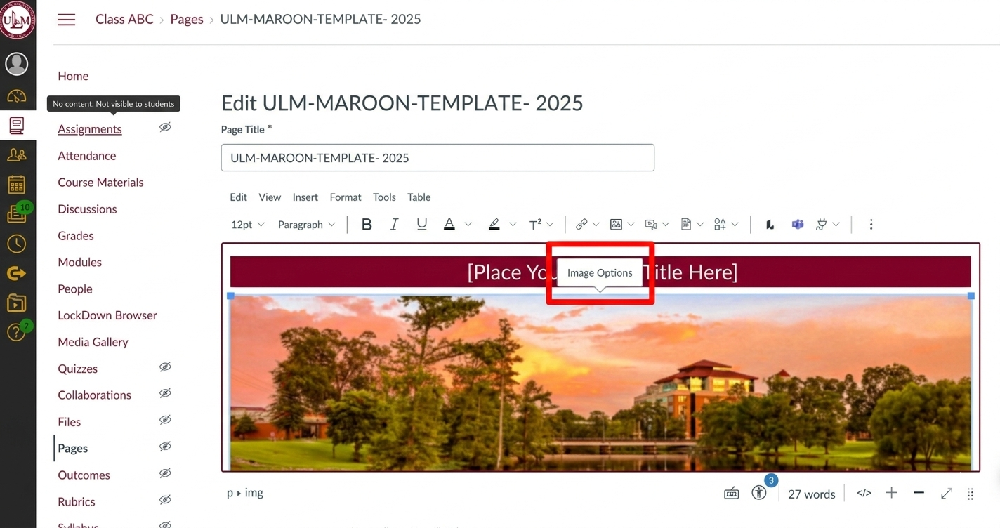 ULM
Class ABC > Pages > ULM-MAROON-TEMPLATE- 2025
Home
No content: Not visible to students
Assignments
Attendance
Course Materials
Discussions
Grades
Modules
People
LockDown Browser
Media Gallery
Quizzes
Collaborations
Files
Pages
Outcomes
Rubrics
Syllabus
10
?
Edit ULM-MAROON-TEMPLATE- 2025
Page Title *
ULM-MAROON-TEMPLATE- 2025
Edit View Insert Format Tools Table
12pt Paragraph B I U A T²
[Place Yo Title Here]
Image Options
p ▸ img
3
27 words </>